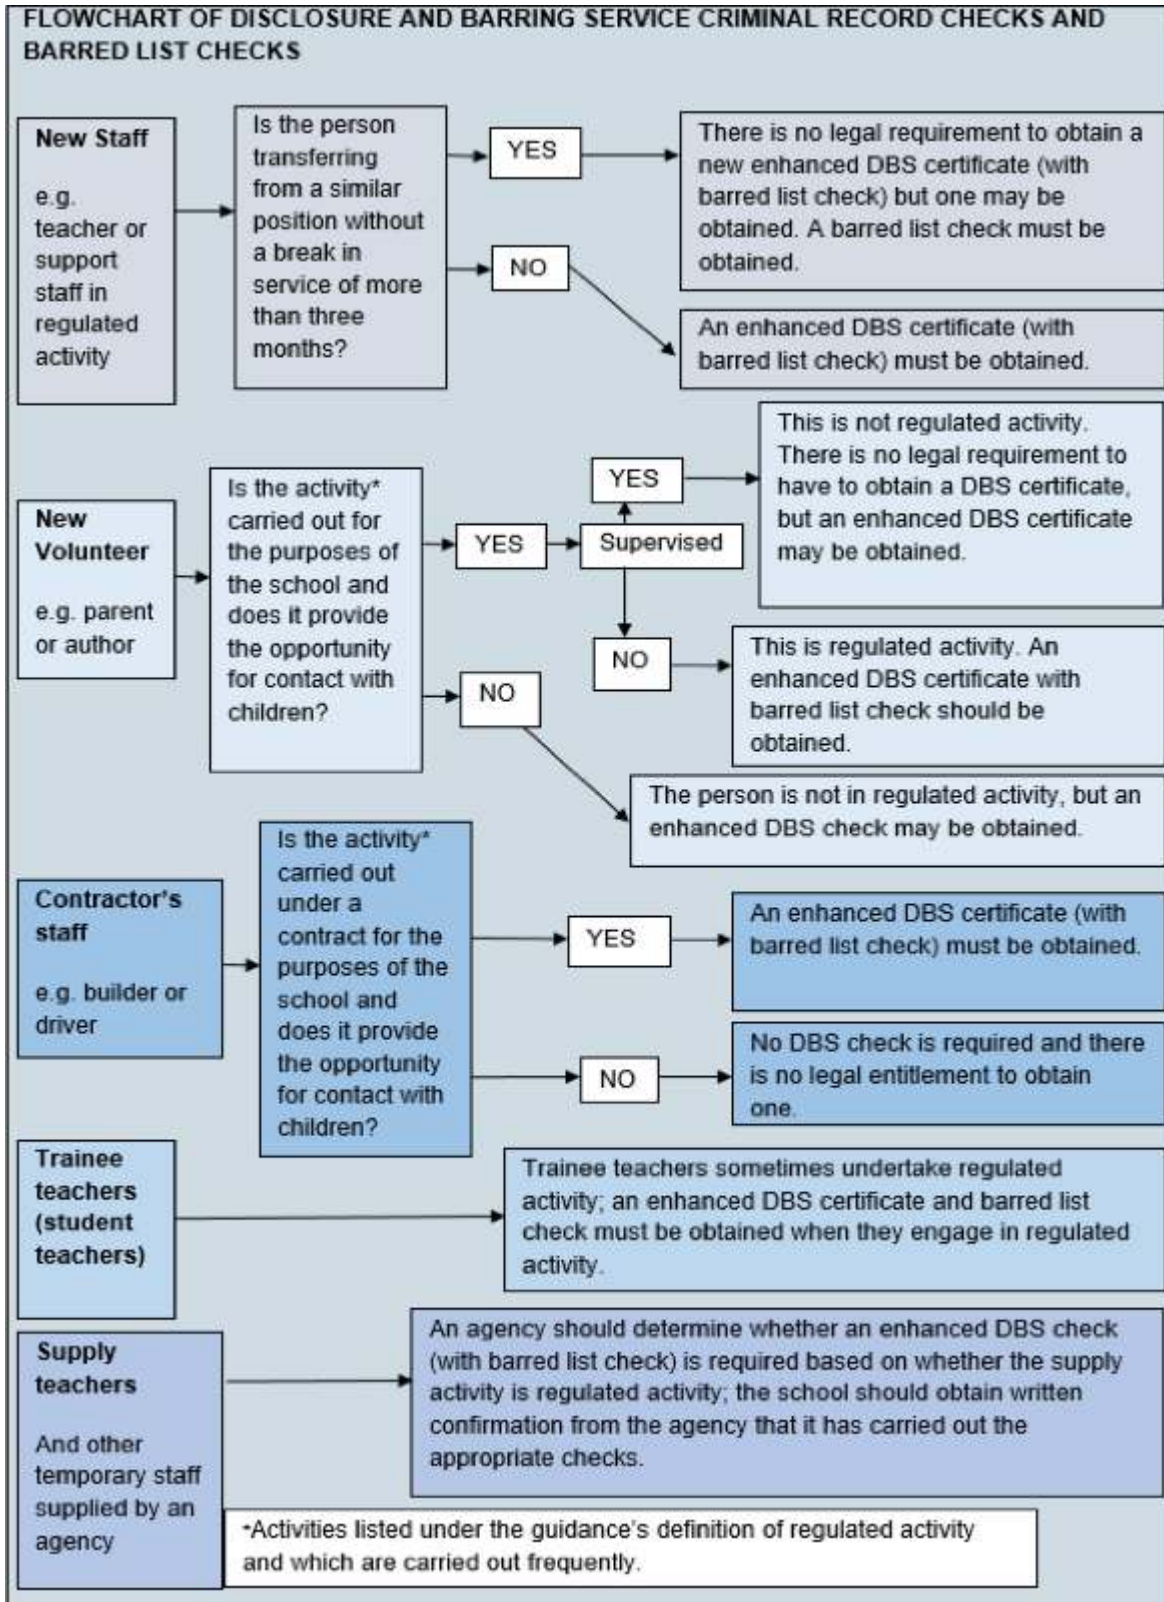 FLOWCHART OF DISCLOSURE AND BARRING SERVICE CRIMINAL RECORD CHECKS AND
BARRED LIST CHECKS
New Staff
e.g.
teacher or
support
staff in
regulated
activity
Is the person
transferring
from a similar
position without
a break in
service of more
than three
months?
YES
There is no legal requirement to obtain a
new enhanced DBS certificate (with
barred list check) but one may be
obtained. A barred list check must be
obtained.
NO
An enhanced DBS certificate (with
barred list check) must be obtained.
New
Volunteer
e.g. parent
or author
Is the activity*
carried out for
the purposes of
the school and
does it provide
the opportunity
for contact with
children?
YES
Supervised
YES
This is not regulated activity.
There is no legal requirement to
have to obtain a DBS certificate,
but an enhanced DBS certificate
may be obtained.
NO
This is regulated activity. An
enhanced DBS certificate with
barred list check should be
obtained.
NO
The person is not in regulated activity, but an
enhanced DBS check may be obtained.
Contractor's
staff
e.g. builder or
driver
Is the activity*
carried out
under a
contract for the
purposes of the
school and
does it provide
the opportunity
for contact with
children?
YES
An enhanced DBS certificate (with
barred list check) must be obtained.
NO
No DBS check is required and there
is no legal entitlement to obtain
one.
Trainee
teachers
(student
teachers)
Trainee teachers sometimes undertake regulated
activity; an enhanced DBS certificate and barred list
check must be obtained when they engage in regulated
activity.
Supply
teachers
And other
temporary staff
supplied by an
agency
An agency should determine whether an enhanced DBS check
(with barred list check) is required based on whether the supply
activity is regulated activity; the school should obtain written
confirmation from the agency that it has carried out the
appropriate checks.
*Activities listed under the guidance's definition of regulated activity
and which are carried out frequently.